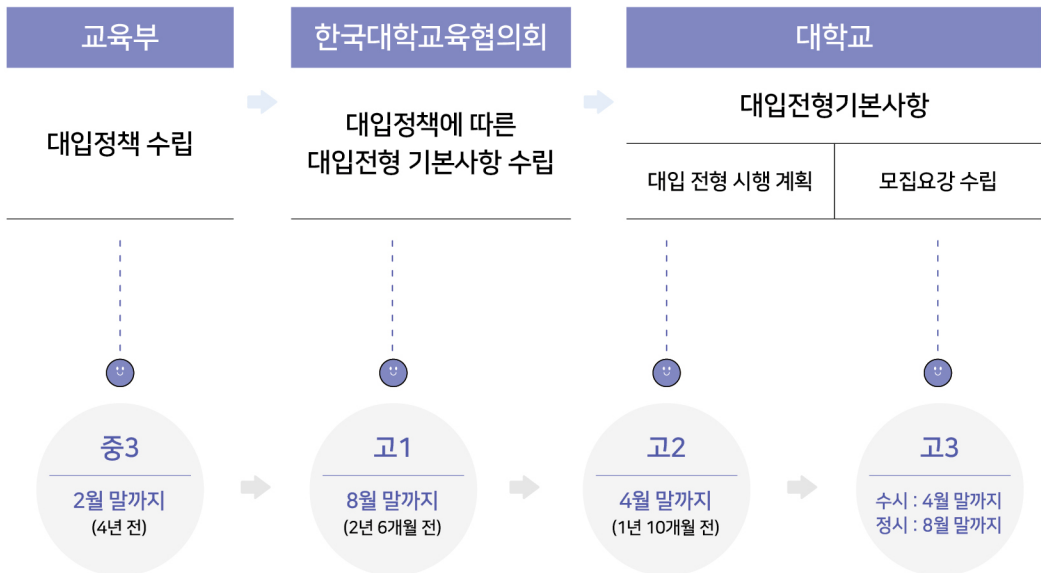 교육부
한국대학교육협의회
대학교
대입정책 수립
대입정책에 따른
대입전형 기본사항 수립
대입전형기본사항
대입 전형 시행 계획
모집요강 수립
중3
2월 말까지
(4년 전)
고1
8월 말까지
(2년 6개월 전)
고2
4월 말까지
(1년 10개월 전)
고3
수시 : 4월 말까지
정시 : 8월 말까지